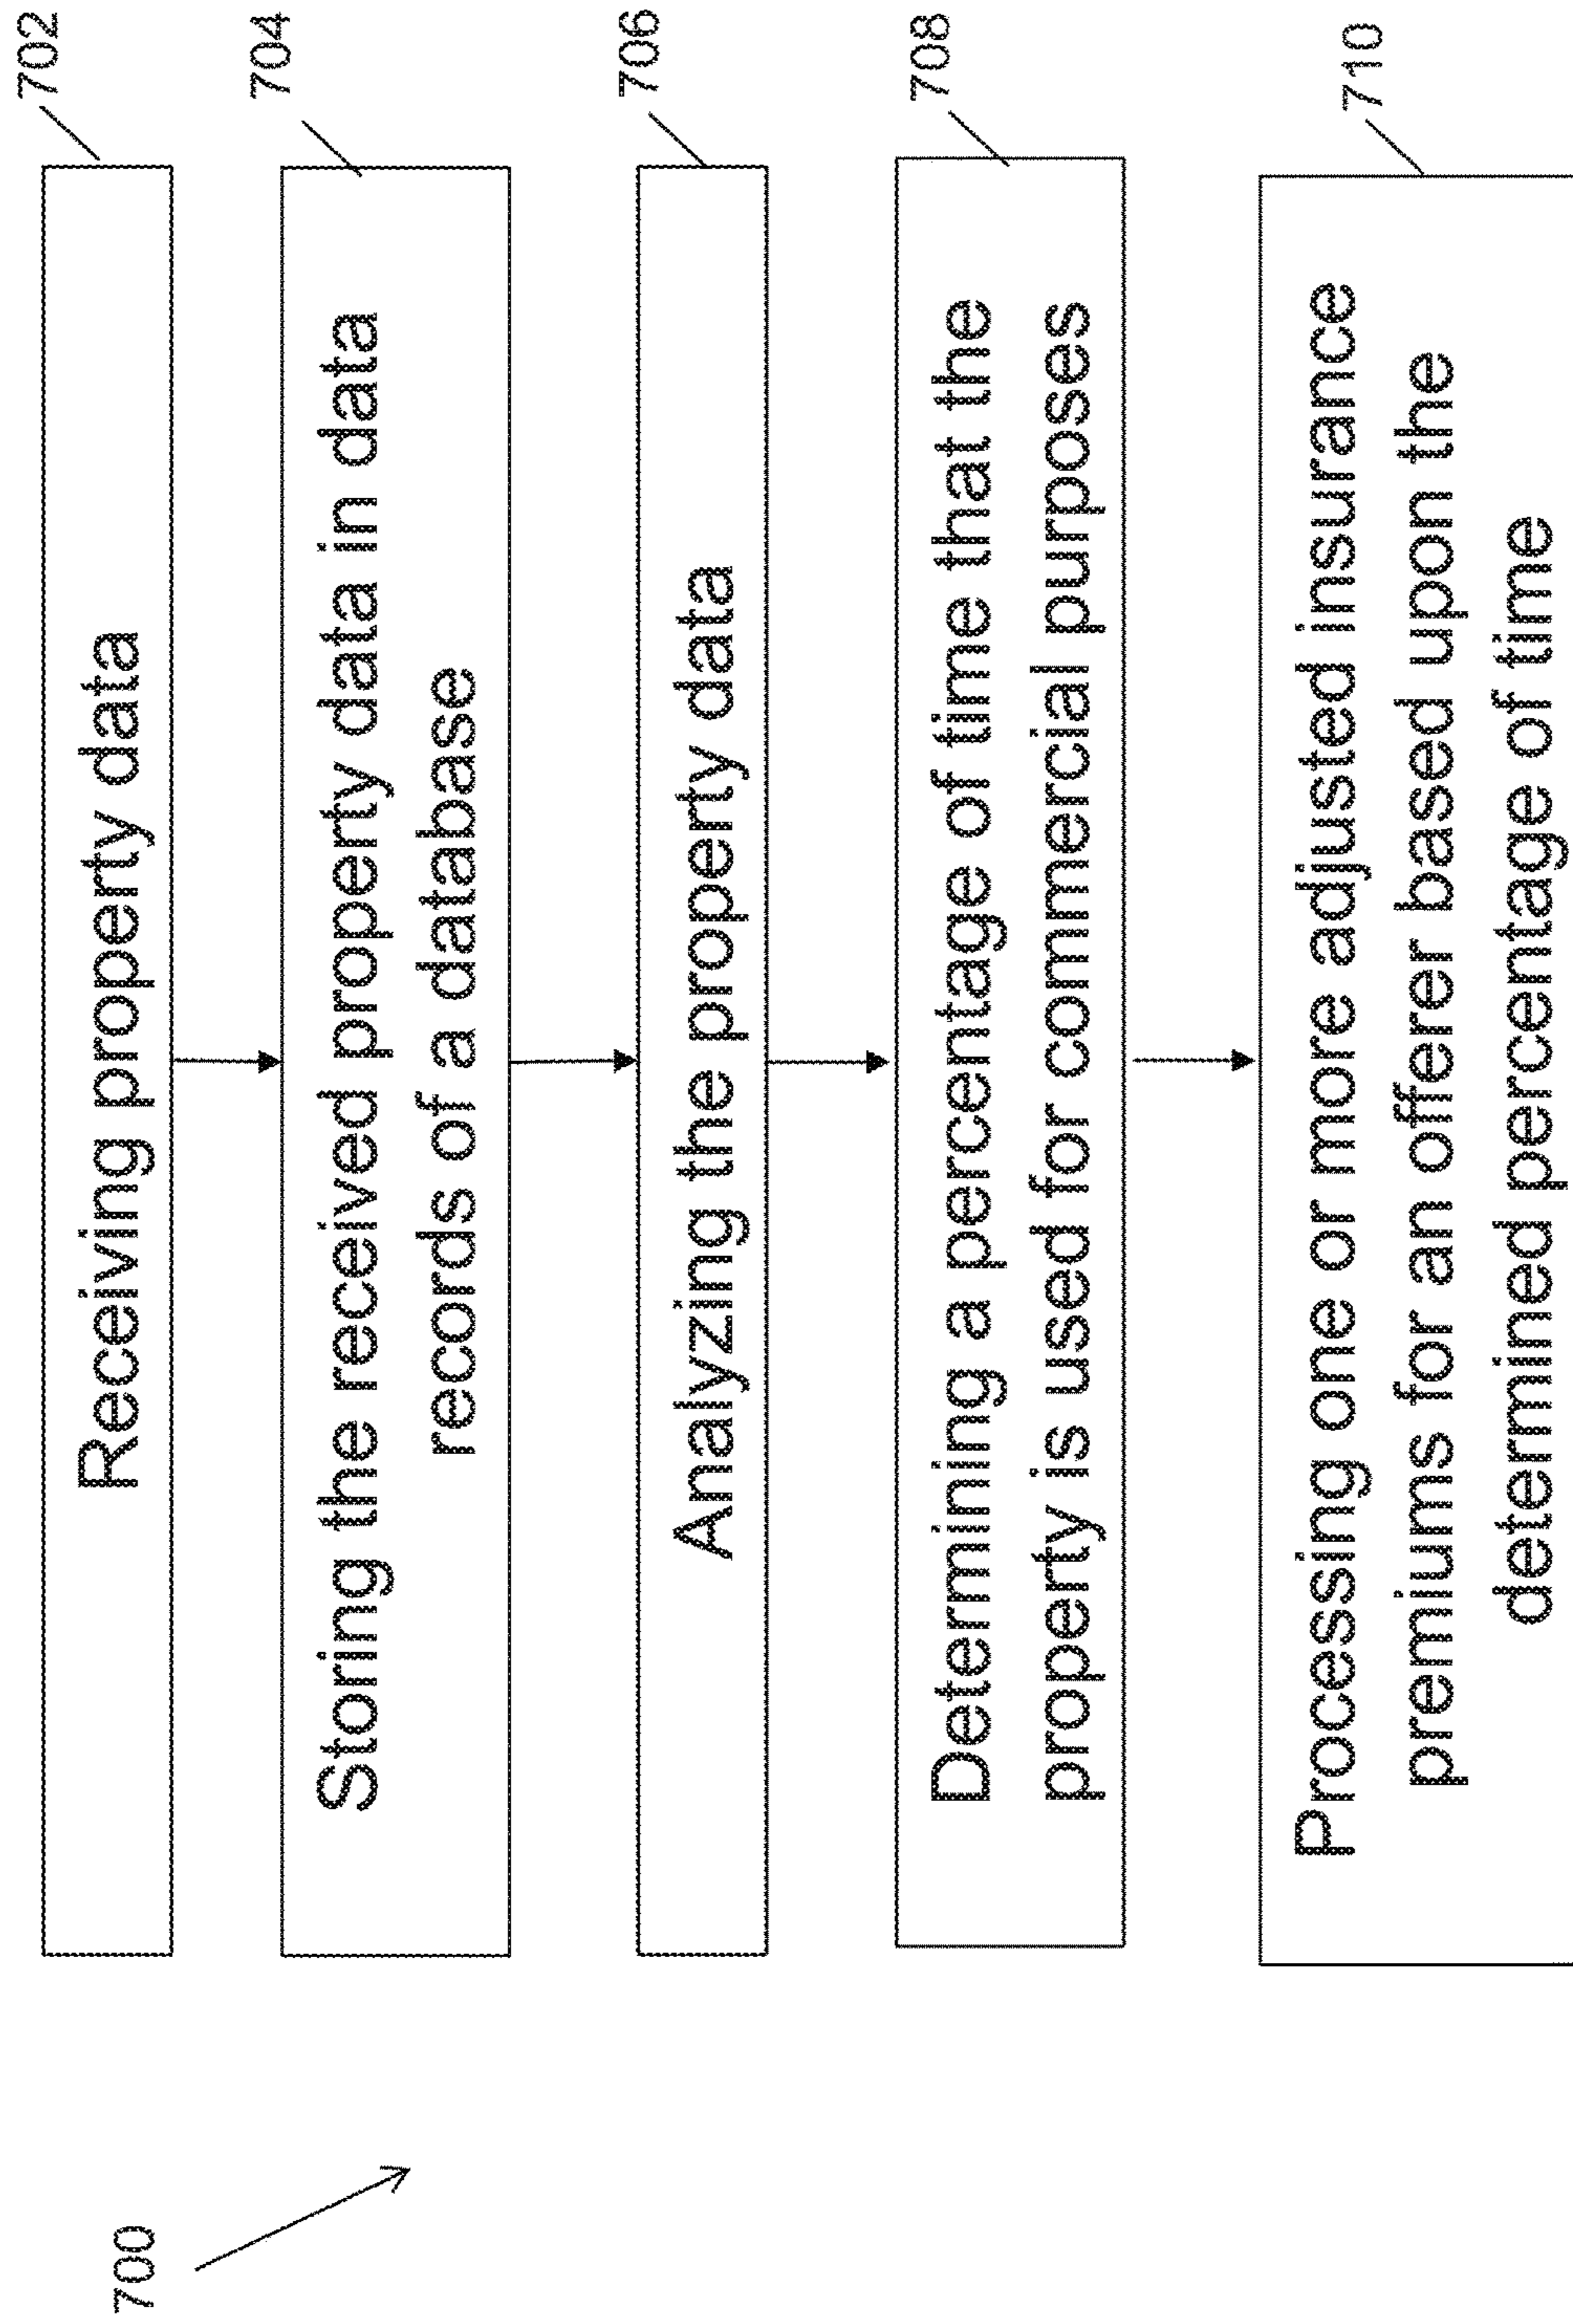 700
702
Receiving property data
704
Storing the received property data in data
records of a database
706
Analyzing the property data
708
Determining a percentage of time that the
property is used for commercial purposes
710
Processing one or more adjusted insurance
premiums for an offerer based upon the
determined percentage of time